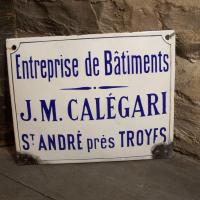 Entreprise de Bâtiments
J.M. CALÉGARI
ST ANDRÉ près TROYES